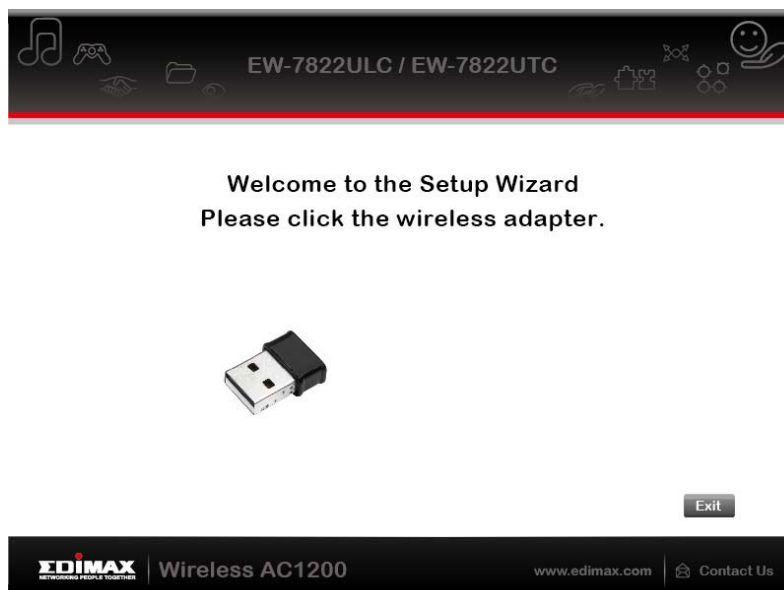 EW-7822ULC / EW-7822UTC
Welcome to the Setup Wizard
Please click the wireless adapter.
Exit
EDIMAX
NETWORKING PEOPLE TOGETHER
Wireless AC1200
www.edimax.com
Contact Us